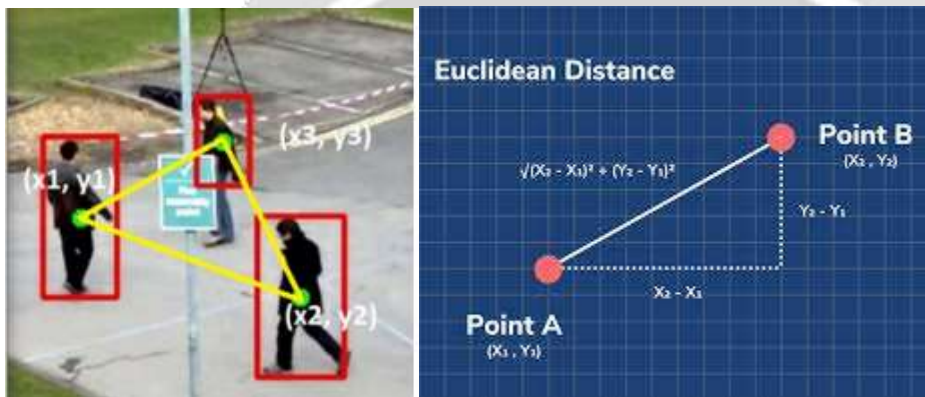 (x1, y1)
(x3, y3)
(x2, y2)
Euclidean Distance
Point B
(X₂ , Y₂)
√(X₂ - X₁)² + (Y₂ - Y₁)²
Y₂ - Y₁
X₂ - X₁
Point A
(X₁ , Y₁)